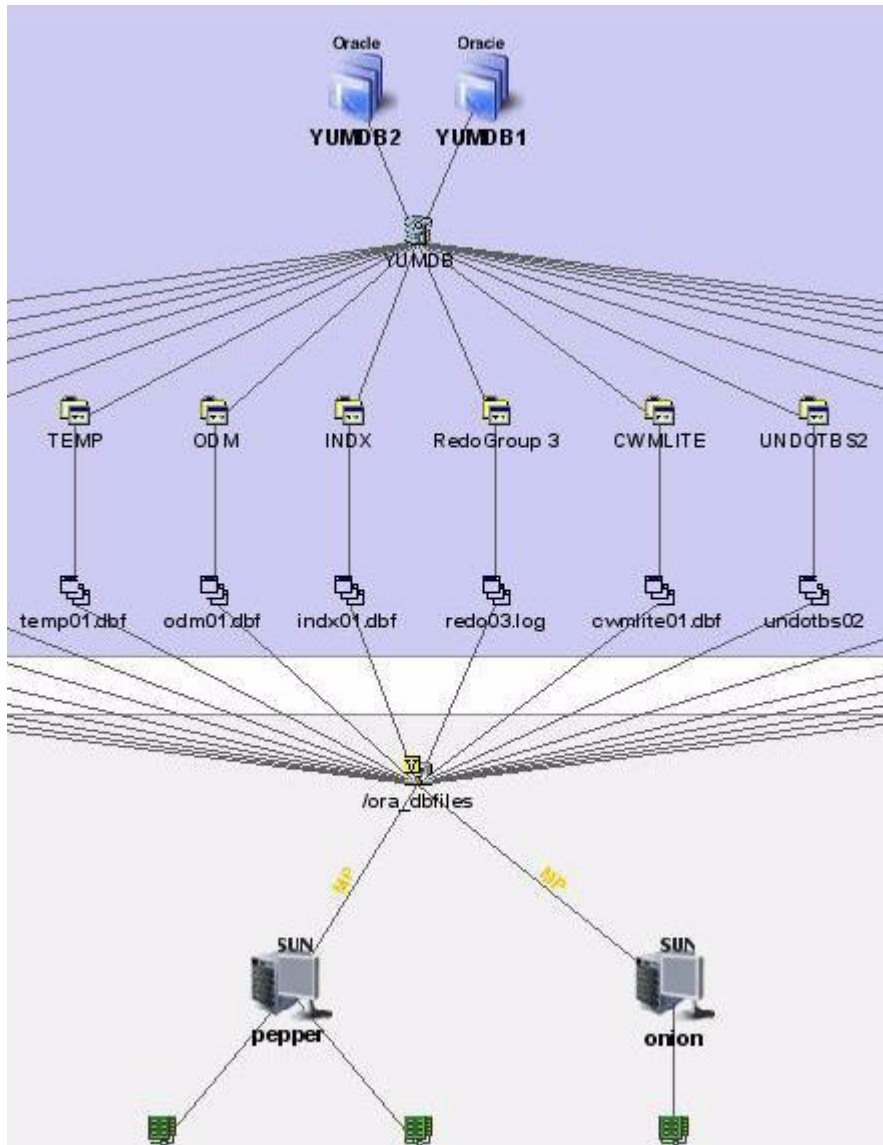 Oracle Oracle
YUMDB2 YUMDB1
YUMDB
TEMP ODM INDX RedoGroup 3 CWMLITE UNDOTBS2
temp01.dbf odm01.dbf indx01.dbf redo03.log cwmlite01.dbf undotbs02
/ora_dbfiles
MP MP
SUN SUN
pepper onion